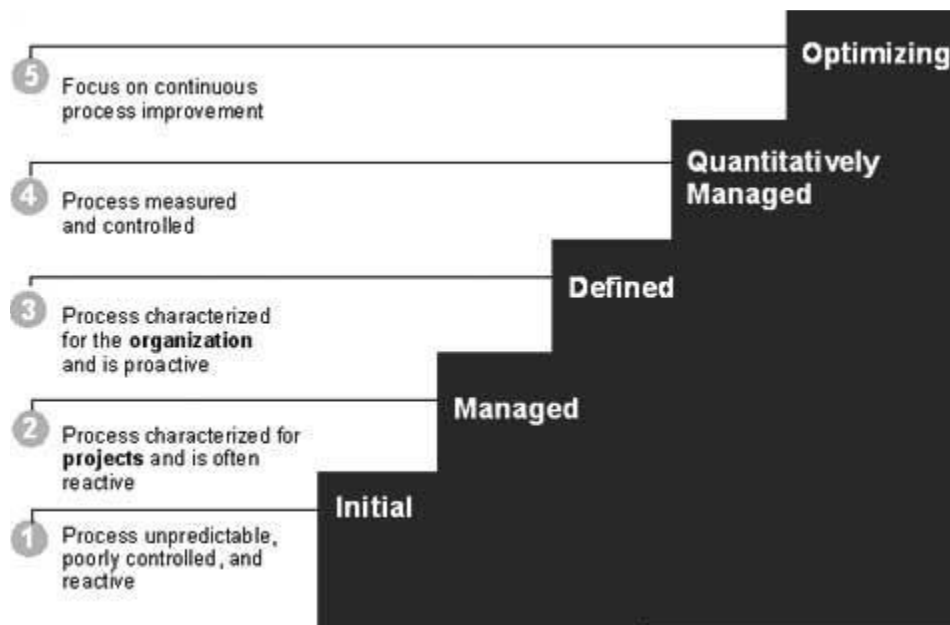 Optimizing
5
Focus on continuous
process improvement
Quantitatively
Managed
4
Process measured
and controlled
Defined
3
Process characterized
for the organization
and is proactive
Managed
2
Process characterized for
projects and is often
reactive
Initial
1
Process unpredictable,
poorly controlled, and
reactive